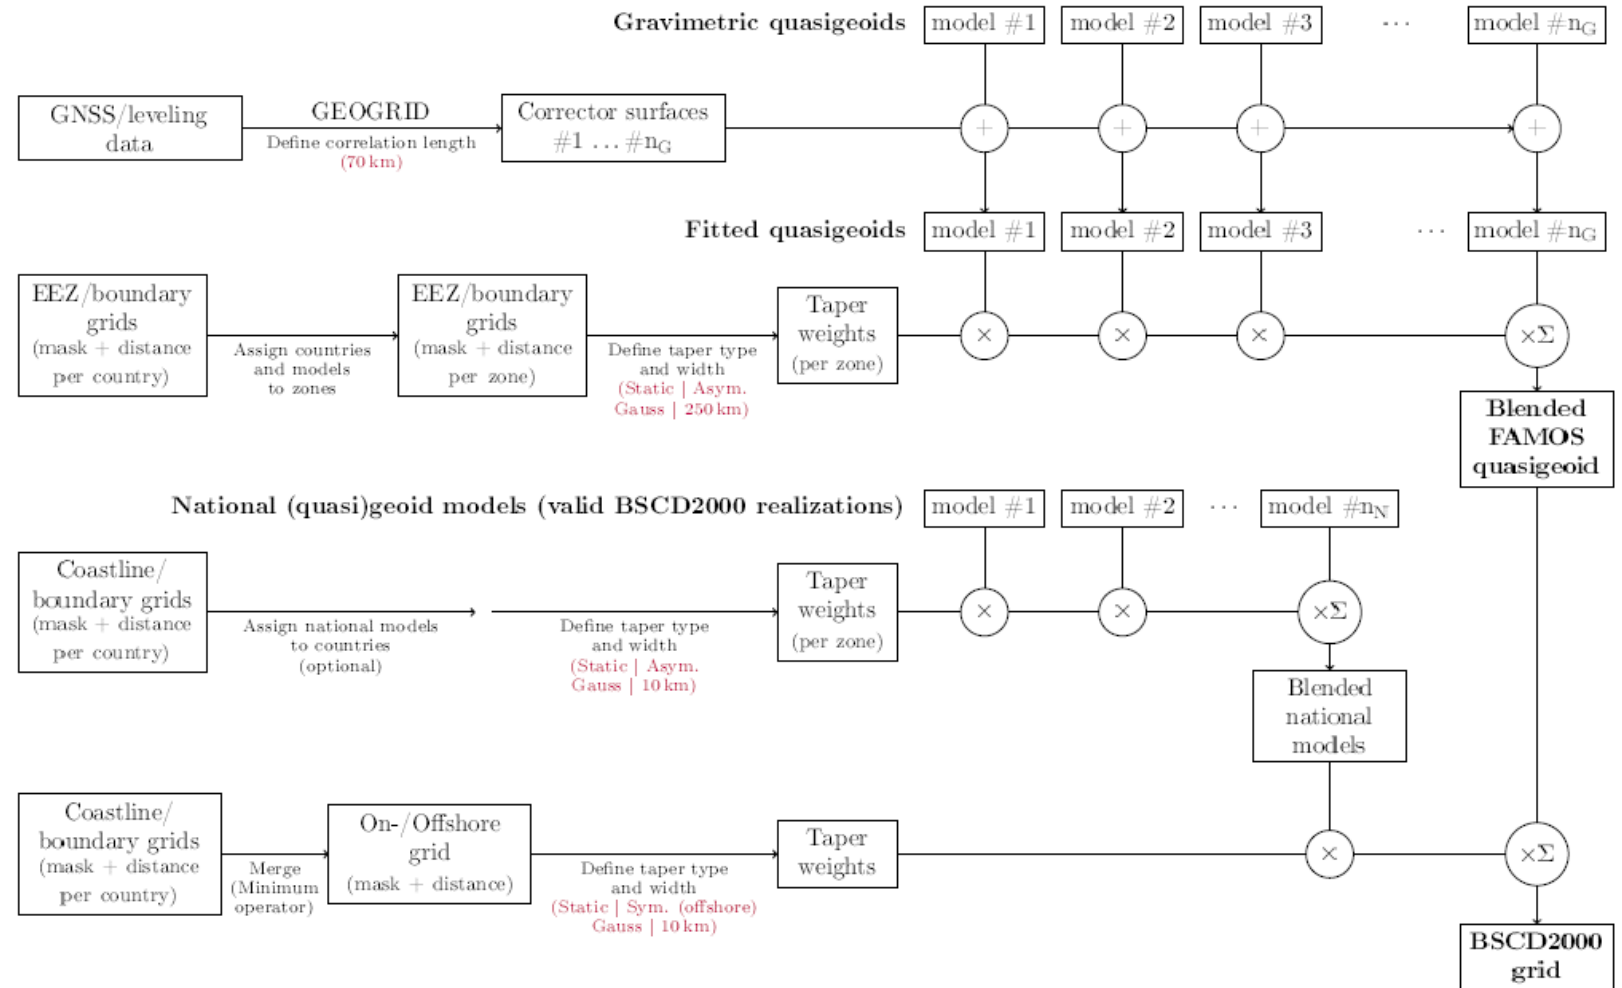 Gravimetric quasigeoids
model #1
model #2
model #3
...
model #nG
GNSS/leveling
data
GEOGRID
Define correlation length
(70 km)
Corrector surfaces
#1 ... #nG
+
+
+
+
Fitted quasigeoids
model #1
model #2
model #3
...
model #nG
EEZ/boundary
grids
(mask + distance
per country)
Assign countries
and models
to zones
EEZ/boundary
grids
(mask + distance
per zone)
Define taper type
and width
(Static | Asym.
Gauss | 250 km)
Taper
weights
(per zone)
×
×
×
×Σ
Blended
FAMOS
quasigeoid
National (quasi)geoid models (valid BSCD2000 realizations)
model #1
model #2
...
model #nN
Coastline/
boundary grids
(mask + distance
per country)
Assign national models
to countries
(optional)
Define taper type
and width
(Static | Asym.
Gauss | 10 km)
Taper
weights
(per zone)
×
×
×Σ
Blended
national
models
Coastline/
boundary grids
(mask + distance
per country)
Merge
(Minimum
operator)
On-/Offshore
grid
(mask + distance)
Define taper type
and width
(Static | Sym. (offshore)
Gauss | 10 km)
Taper
weights
×
×Σ
BSCD2000
grid